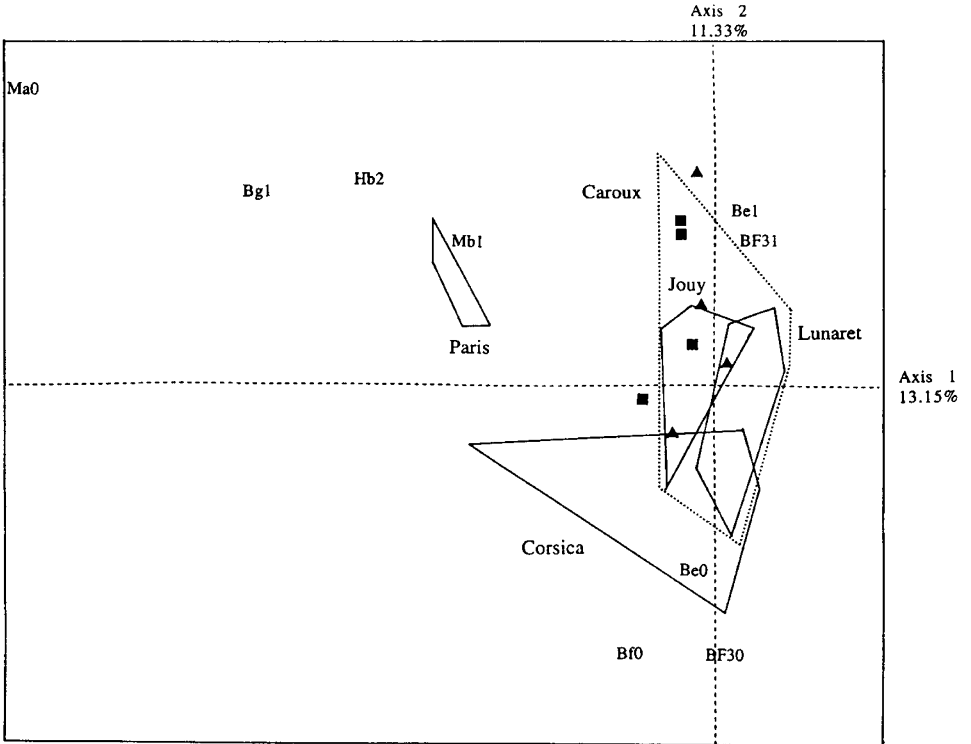 Axis 2
11.33%
Ma0
Bg1
Hb2
Caroux
Be1
Mb1
BF31
Jouy
Paris
Lunaret
Axis 1
13.15%
Corsica
Be0
Bf0
BF30